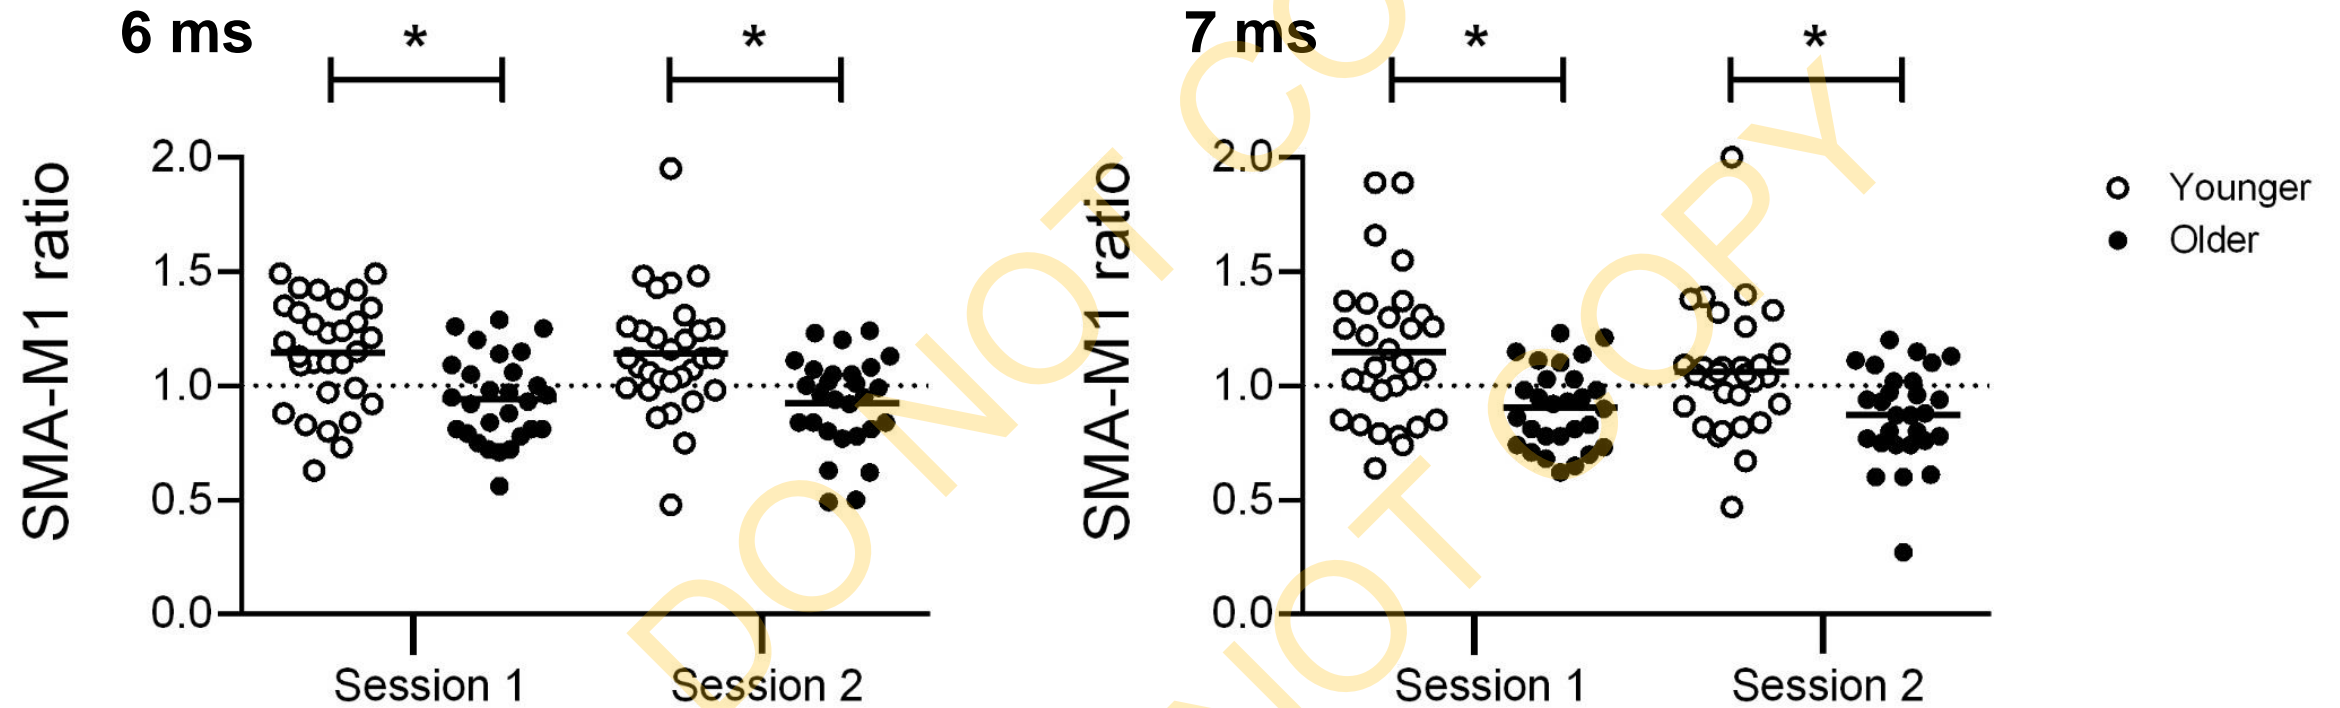 6 ms
*
*
SMA-M1 ratio
2.0
1.5
1.0
0.5
0.0
Session 1
Session 2
7 ms
*
*
SMA-M1 ratio
2.0
1.5
1.0
0.5
0.0
Session 1
Session 2
Younger
Older
DO NOT COPY
NOT COPY